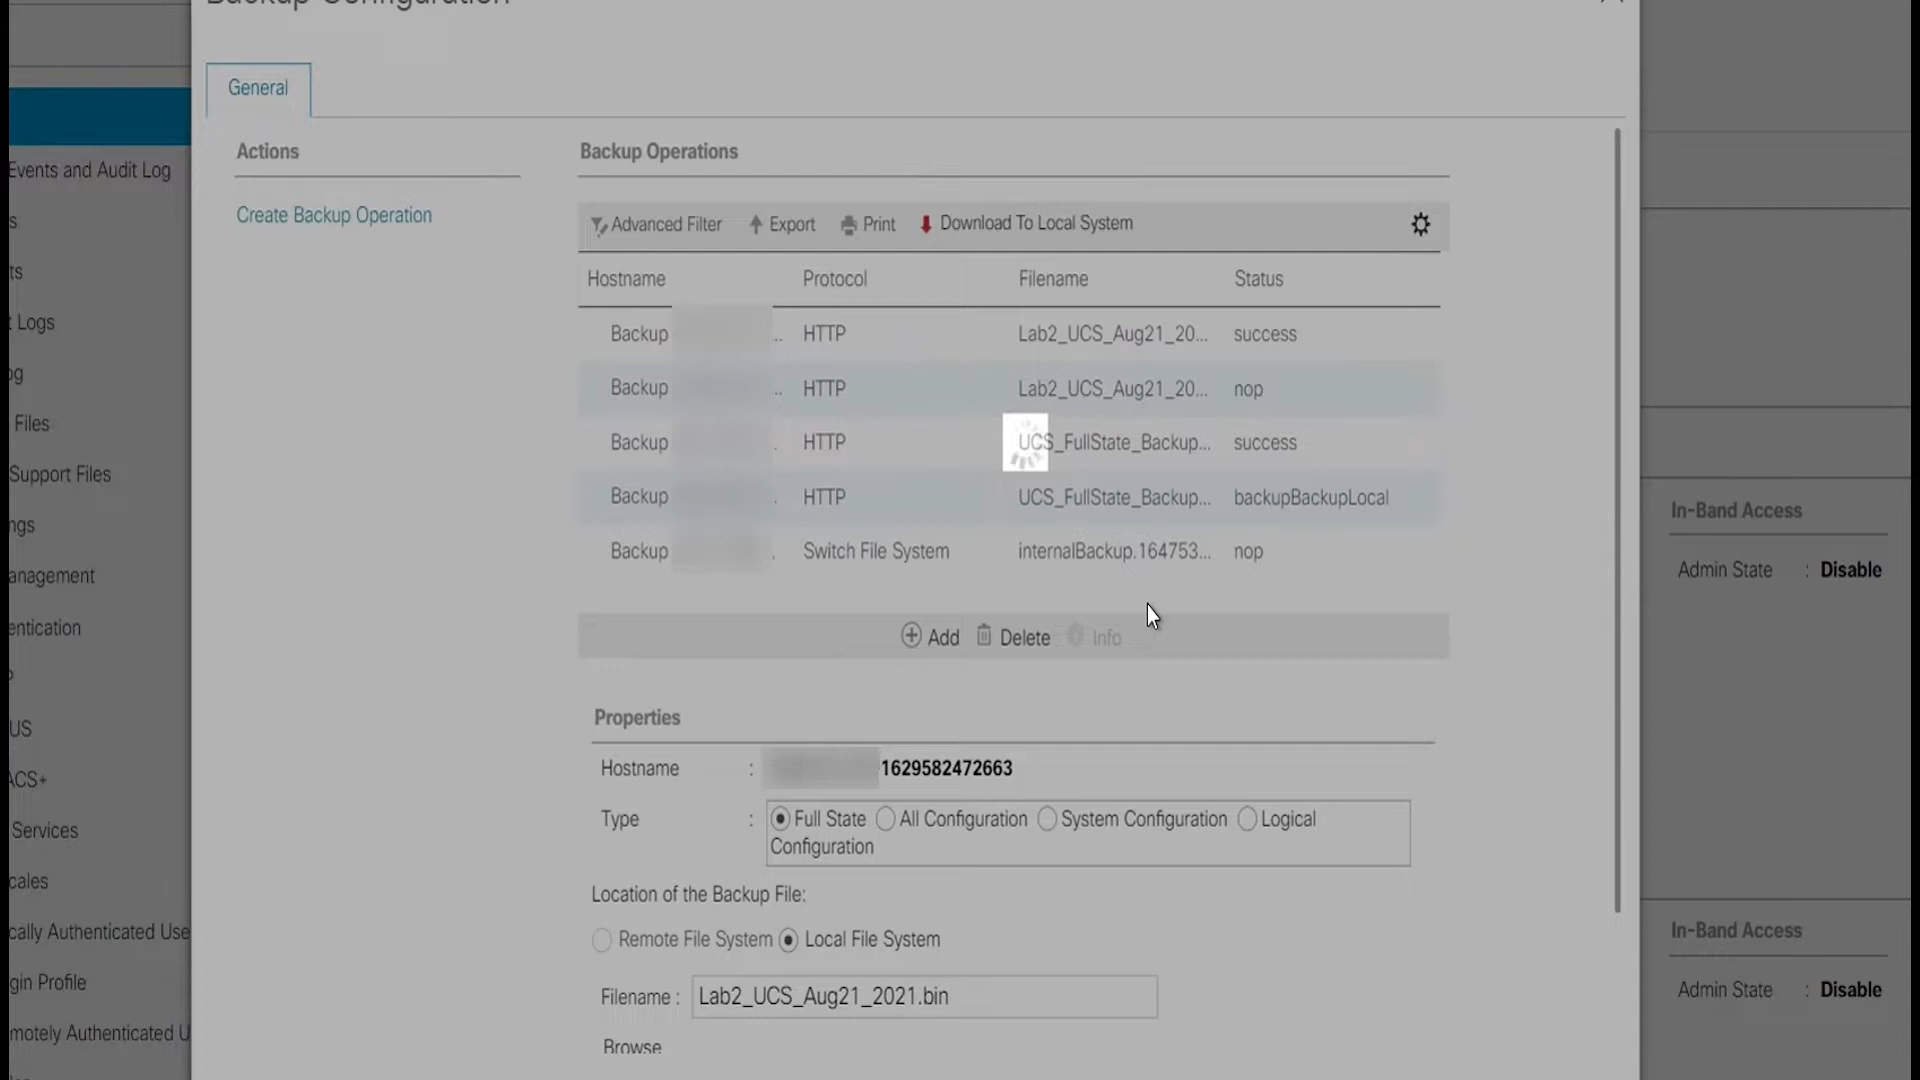 Backup Configuration
General
Actions
Create Backup Operation
Backup Operations
Advanced Filter Export Print Download To Local System
Hostname Protocol Filename Status
Backup .. HTTP Lab2_UCS_Aug21_20... success
Backup .. HTTP Lab2_UCS_Aug21_20... nop
Backup . HTTP UCS_FullState_Backup... success
Backup . HTTP UCS_FullState_Backup... backupBackupLocal
Backup . Switch File System internalBackup.164753... nop
Add Delete Info
Properties
Hostname : 1629582472663
Type : Full State All Configuration System Configuration Logical
Configuration
Location of the Backup File:
Remote File System Local File System
Filename : Lab2_UCS_Aug21_2021.bin
Browse
Events and Audit Log
s
ts
t Logs
og
Files
Support Files
ngs
anagement
entication
P
US
ACS+
Services
cales
cally Authenticated Use
gin Profile
motely Authenticated U
In-Band Access
Admin State : Disable
In-Band Access
Admin State : Disable